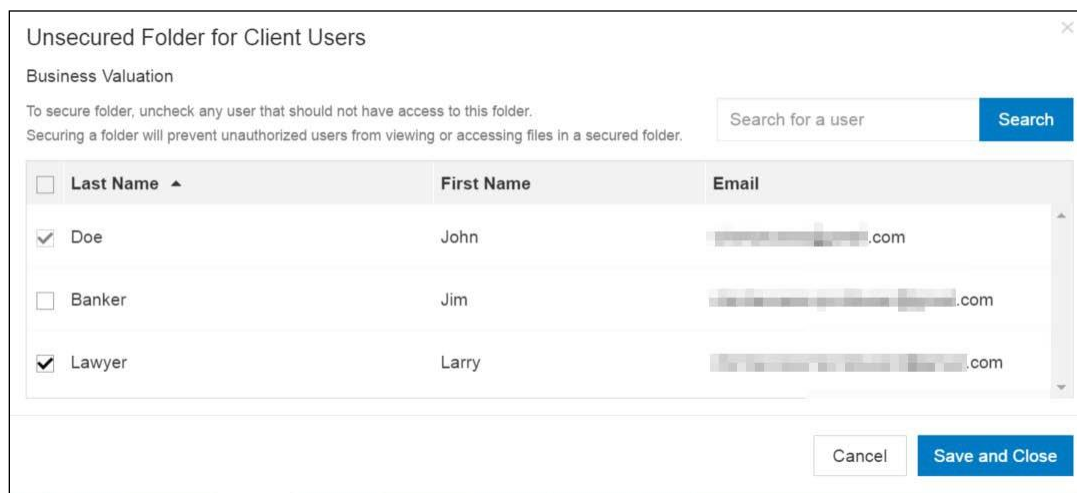 Unsecured Folder for Client Users
Business Valuation
To secure folder, uncheck any user that should not have access to this folder.
Securing a folder will prevent unauthorized users from viewing or accessing files in a secured folder.
Search for a user Search
Last Name First Name Email
Doe John .com
Banker Jim .com
Lawyer Larry .com
Cancel Save and Close